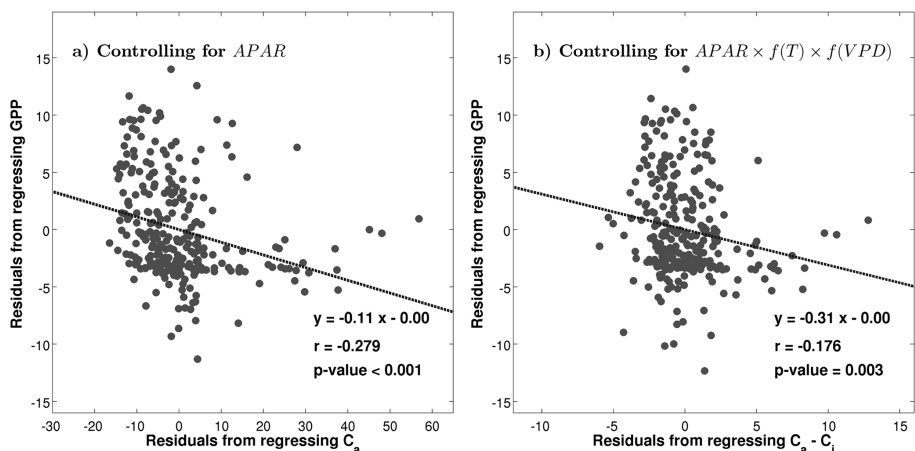 a) Controlling for APAR
Residuals from regressing GPP
15
10
5
0
-5
-10
-15
y = -0.11 x - 0.00
r = -0.279
p-value < 0.001
-30 -20 -10 0 10 20 30 40 50 60
Residuals from regressing Ca
b) Controlling for APAR × f(T) × f(VPD)
Residuals from regressing GPP
15
10
5
0
-5
-10
-15
y = -0.31 x - 0.00
r = -0.176
p-value = 0.003
-10 -5 0 5 10 15
Residuals from regressing Ca - Ci